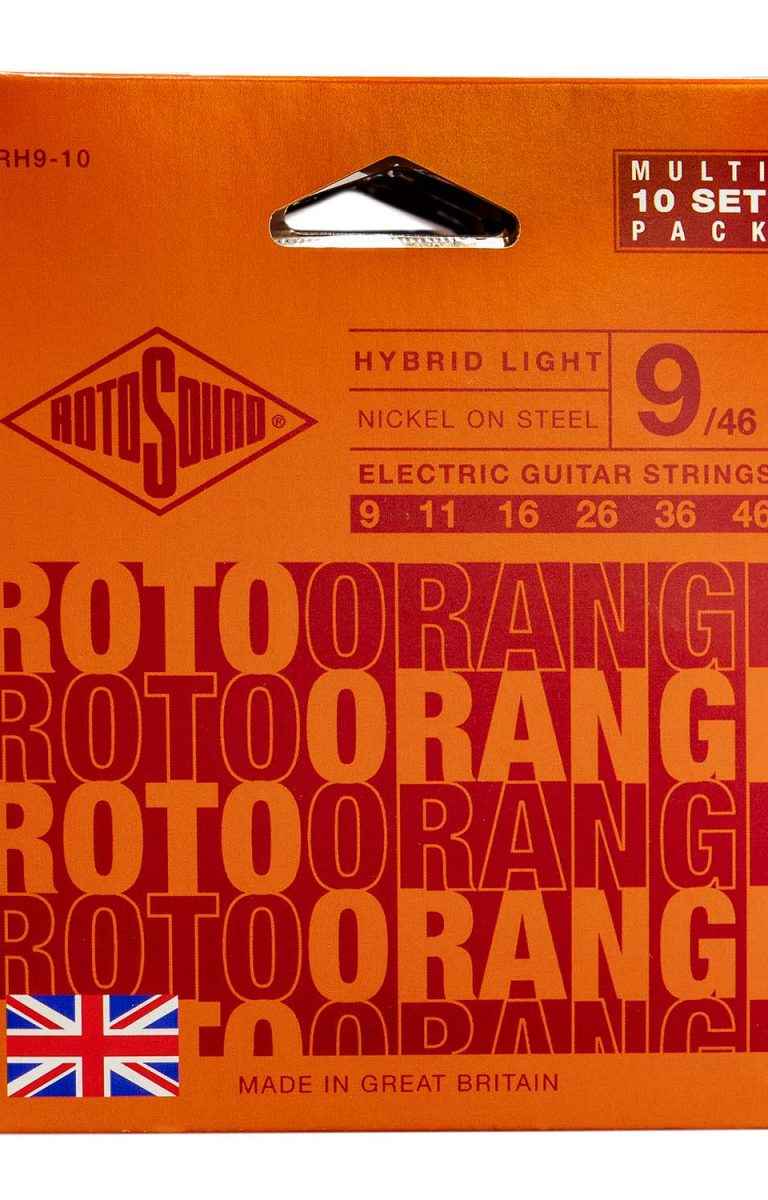 RH9-10
MULTI
10 SET
PACK
ROTOSOUND®
HYBRID LIGHT
9/46
NICKEL ON STEEL
ELECTRIC GUITAR STRINGS
9 11 16 26 36 46
ROTOORANG
ROTOORANG
ROTOORANG
ROTOORANG
TOORANG
MADE IN GREAT BRITAIN